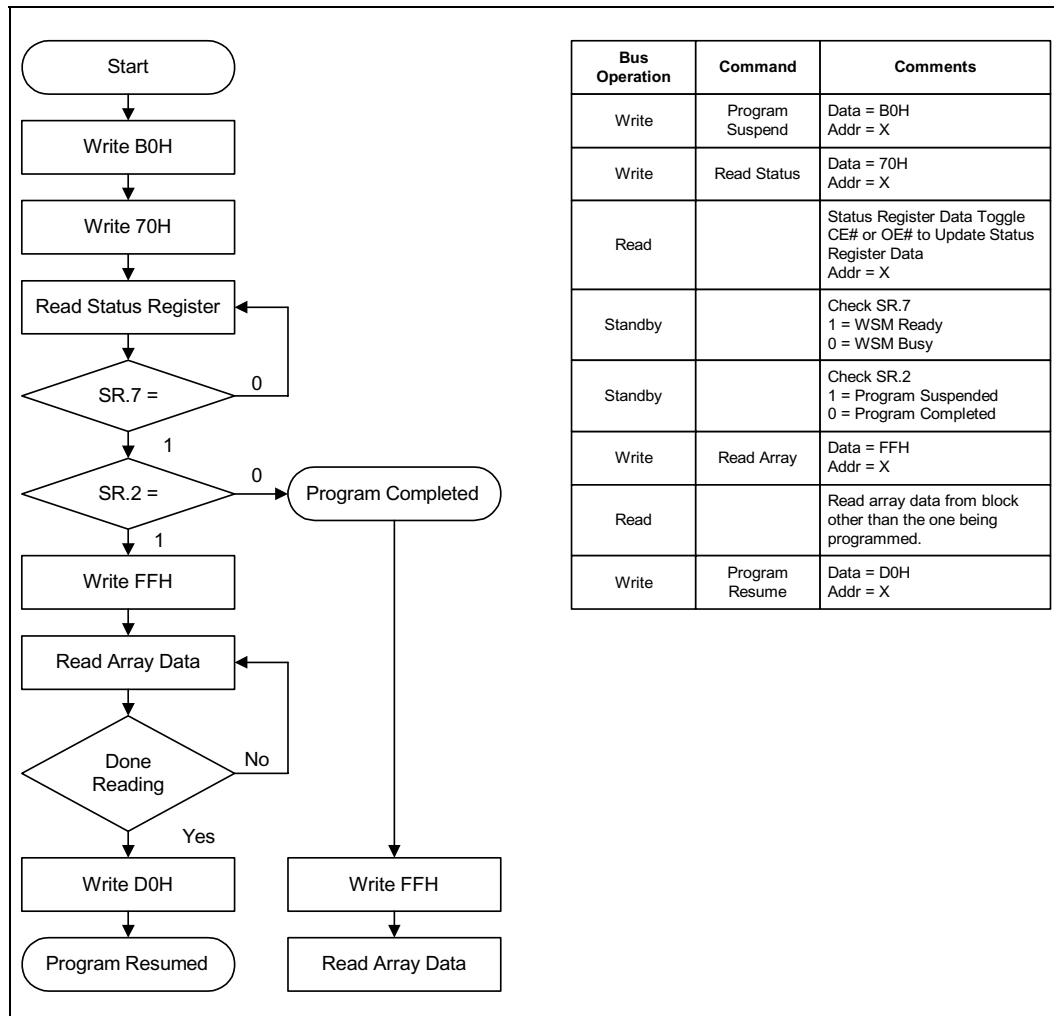 Start
Write B0H
Write 70H
Read Status Register
SR.7 =
0
1
SR.2 =
0
Program Completed
1
Write FFH
Read Array Data
Done
Reading
No
Yes
Write D0H
Write FFH
Program Resumed
Read Array Data
Bus
Operation
Command
Comments
Write
Program
Suspend
Data = B0H
Addr = X
Write
Read Status
Data = 70H
Addr = X
Read
Status Register Data Toggle
CE# or OE# to Update Status
Register Data
Addr = X
Standby
Check SR.7
1 = WSM Ready
0 = WSM Busy
Standby
Check SR.2
1 = Program Suspended
0 = Program Completed
Write
Read Array
Data = FFH
Addr = X
Read
Read array data from block
other than the one being
programmed.
Write
Program
Resume
Data = D0H
Addr = X